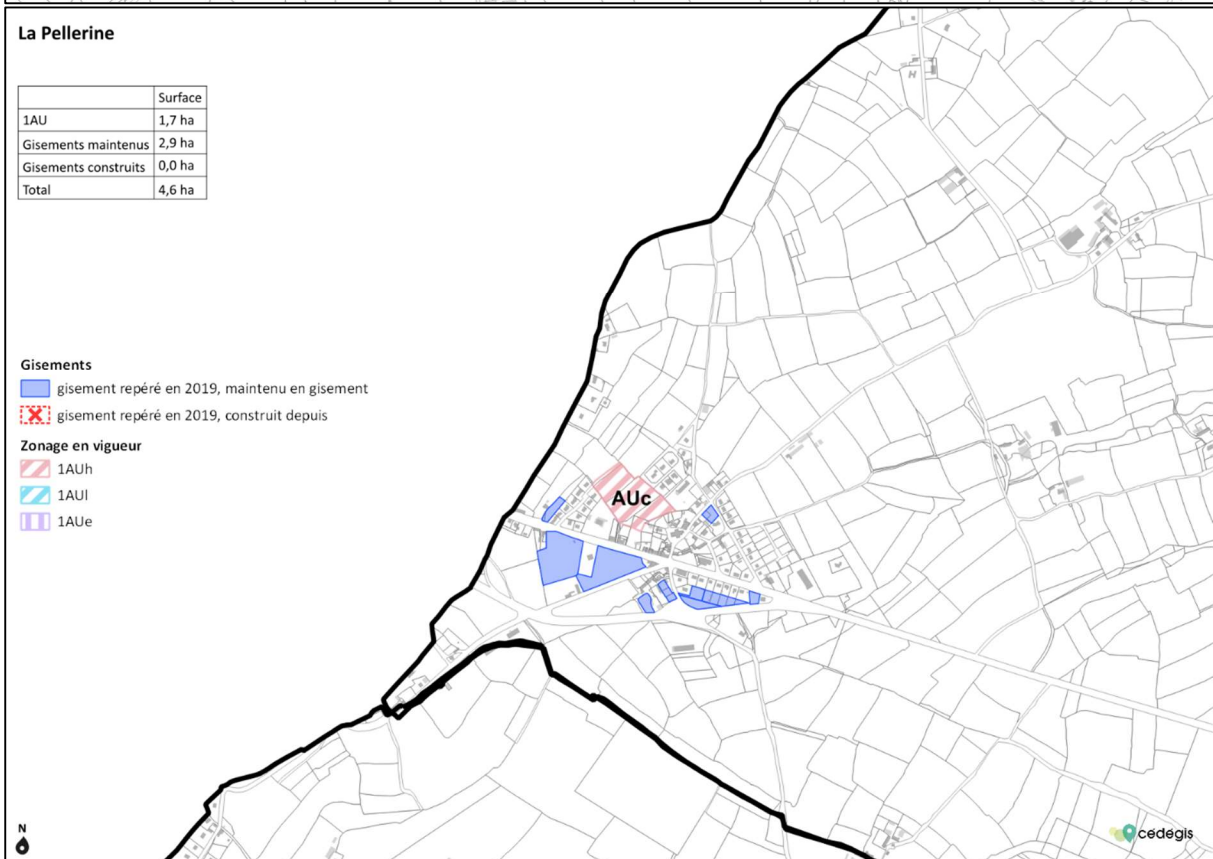 La Pellerine
Surface
1AU 1,7 ha
Gisements maintenus 2,9 ha
Gisements construits 0,0 ha
Total 4,6 ha
Gisements
gisement repéré en 2019, maintenu en gisement
gisement repéré en 2019, construit depuis
Zonage en vigueur
1AUh
1AUl
1AUe
AUc
N
cedegis